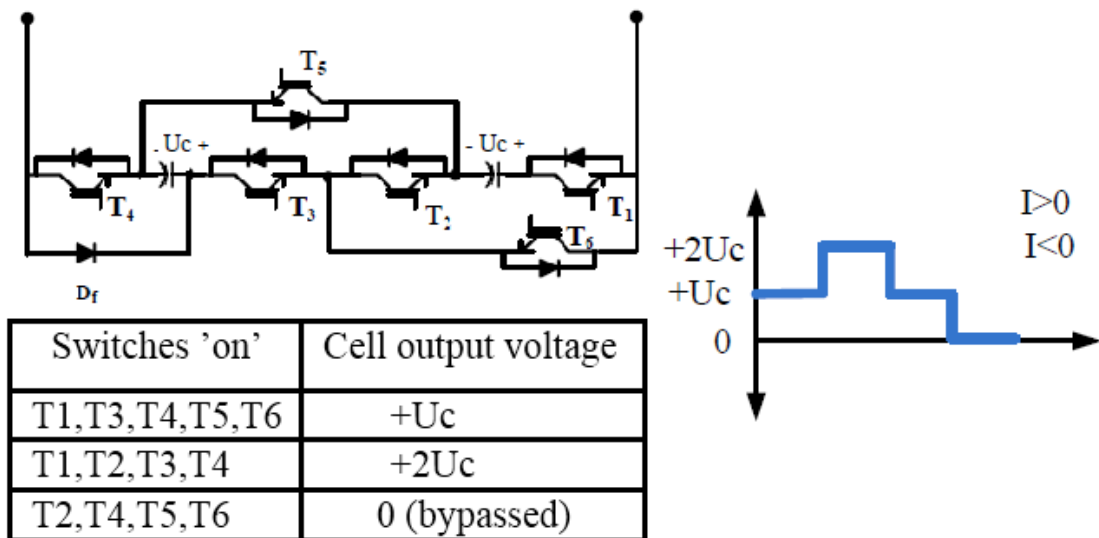 T5
- Uc +
- Uc +
T4
T3
T2
T1
T6
Df
I>0
I<0
+2Uc
+Uc
0
Switches ’on’ Cell output voltage
T1,T3,T4,T5,T6 +Uc
T1,T2,T3,T4 +2Uc
T2,T4,T5,T6 0 (bypassed)